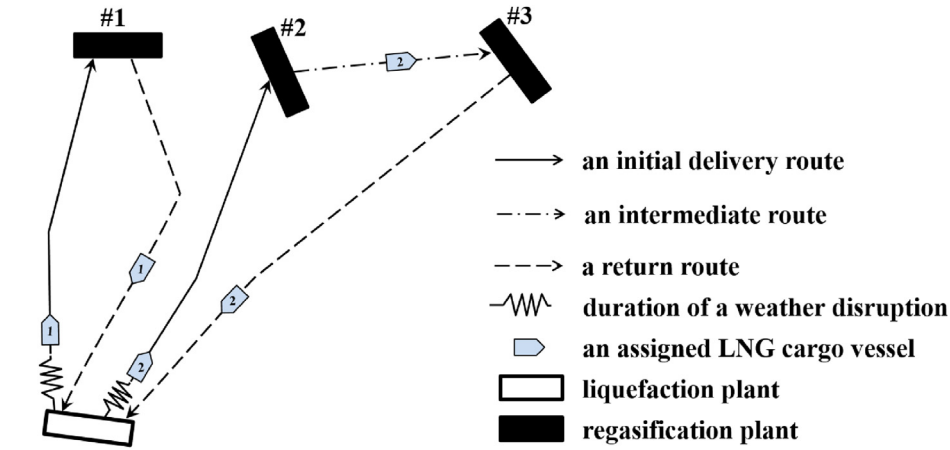 #1
#2
#3
2
1
2
1
2
an initial delivery route
an intermediate route
a return route
duration of a weather disruption
an assigned LNG cargo vessel
liquefaction plant
regasification plant